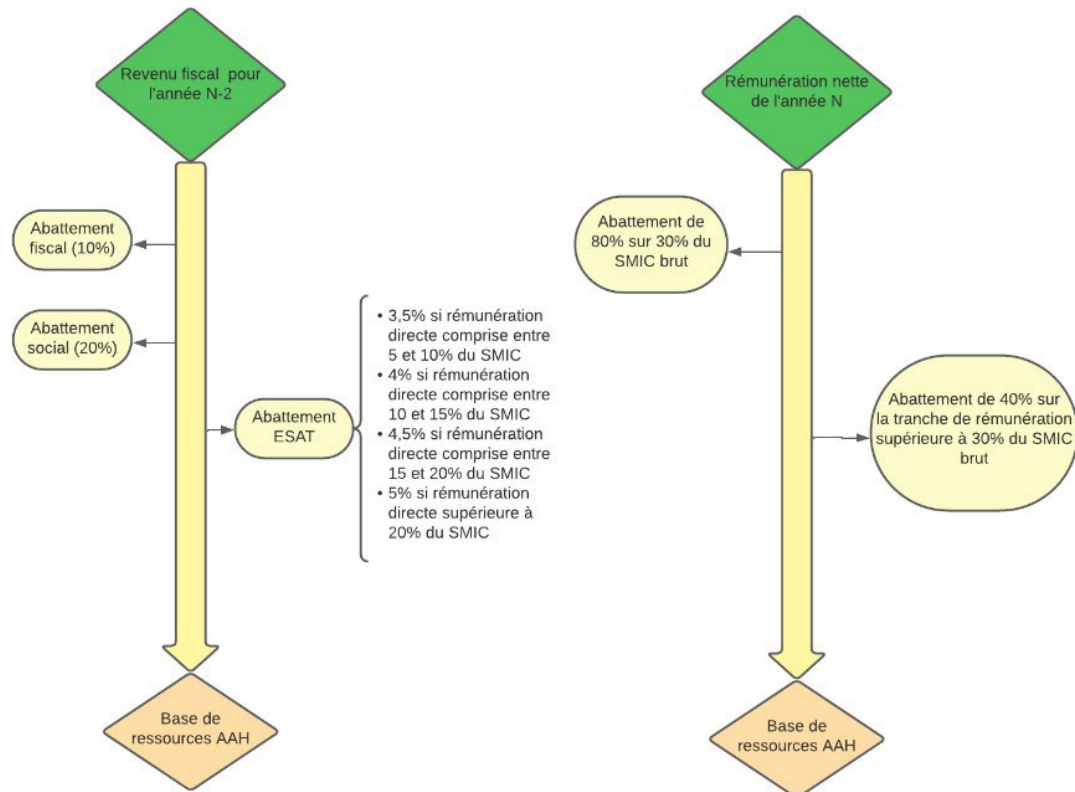 Revenu fiscal  pour
l'année N-2
Abattement
fiscal (10%)
Abattement
social (20%)
Abattement
ESAT
• 3,5% si rémunération
directe comprise entre
5 et 10% du SMIC
• 4% si rémunération
directe comprise entre
10 et 15% du SMIC
• 4,5% si rémunération
directe comprise entre
15 et 20% du SMIC
• 5% si rémunération
directe supérieure à
20% du SMIC
Base de
ressources AAH
Rémunération nette
de l'année N
Abattement de
80% sur 30% du
SMIC brut
Abattement de 40% sur
la tranche de rémunération
supérieure à 30% du SMIC
brut
Base de
ressources AAH